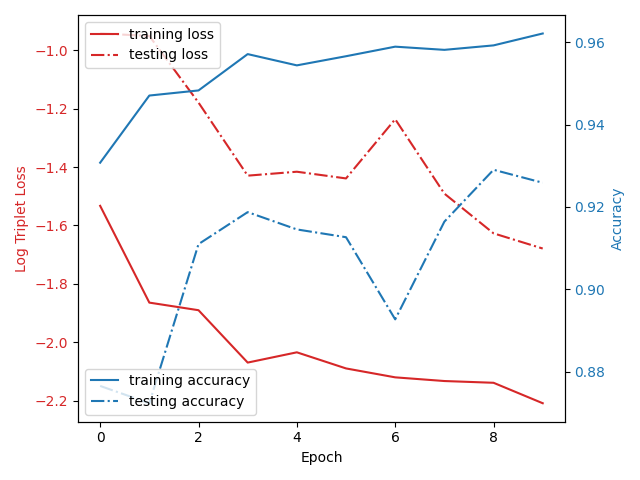 training loss
testing loss
−1.0
−1.2
−1.4
−1.6
−1.8
−2.0
−2.2
Log Triplet Loss
0.96
0.94
0.92
0.90
0.88
Accuracy
training accuracy
testing accuracy
0 2 4 6 8
Epoch